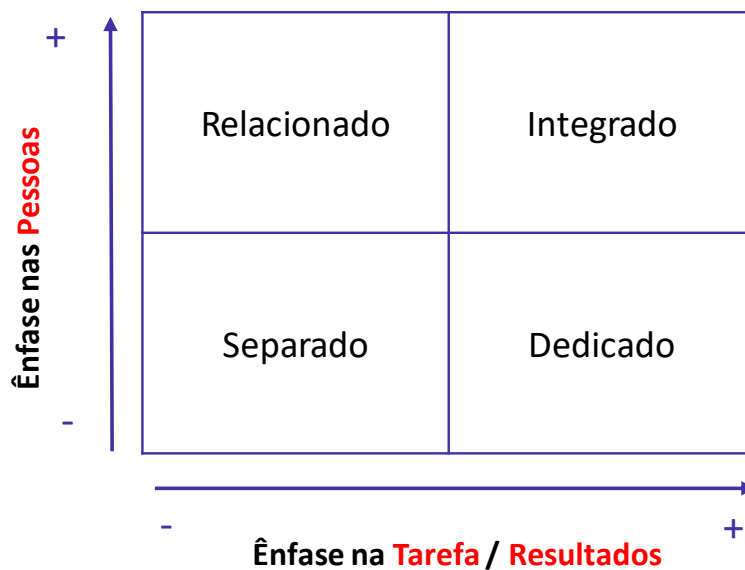 +
Relacionado
Integrado
Ênfase nas Pessoas
Separado
Dedicado
-
-
+
Ênfase na Tarefa / Resultados